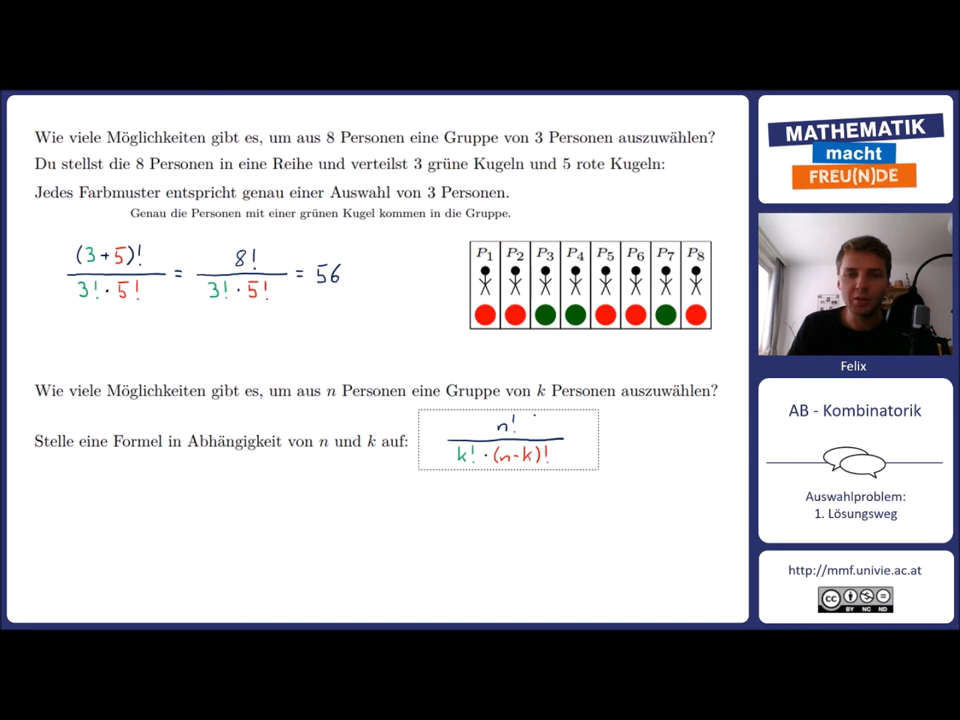 Wie viele Möglichkeiten gibt es, um aus 8 Personen eine Gruppe von 3 Personen auszuwählen?
Du stellst die 8 Personen in eine Reihe und verteilst 3 grüne Kugeln und 5 rote Kugeln:
Jedes Farbmuster entspricht genau einer Auswahl von 3 Personen.
Genau die Personen mit einer grünen Kugel kommen in die Gruppe.
(3+5)! / 3! · 5! = 8! / 3! · 5! = 56
P₁ P₂ P₃ P₄ P₅ P₆ P₇ P₈
Wie viele Möglichkeiten gibt es, um aus n Personen eine Gruppe von k Personen auszuwählen?
Stelle eine Formel in Abhängigkeit von n und k auf: n! / k! · (n-k)!
MATHEMATIK
macht
FREU(N)DE
Felix
AB - Kombinatorik
Auswahlproblem:
1. Lösungsweg
http://mmf.univie.ac.at
cc
BY NC ND